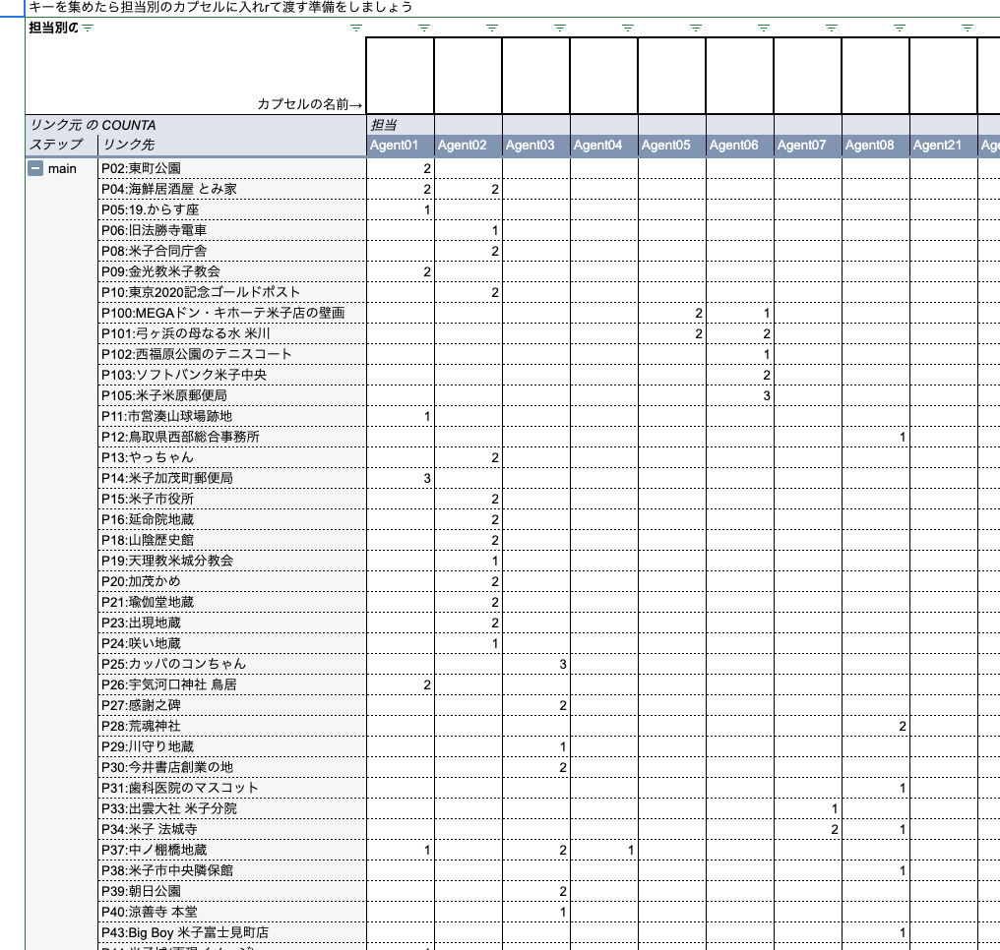 キーを集めたら担当別のカプセルに入れrて渡す準備をしましょう
担当別の
カプセルの名前→
リンク元 の COUNTA 担当
ステップ リンク先 Agent01 Agent02 Agent03 Agent04 Agent05 Agent06 Agent07 Agent08 Agent21 Age
main P02:東町公園 2
P04:海鮮居酒屋 とみ家 2 2
P05:19.からす座 1
P06:旧法勝寺電車 1
P08:米子合同庁舎 2
P09:金光教米子教会 2
P10:東京2020記念ゴールドポスト 2
P100:MEGAドン・キホーテ米子店の壁画 2 1
P101:弓ヶ浜の母なる水 米川 2 2
P102:西福原公園のテニスコート 1
P103:ソフトバンク米子中央 2
P105:米子米原郵便局 3
P11:市営湊山球場跡地 1
P12:鳥取県西部総合事務所 1
P13:やっちゃん 2
P14:米子加茂町郵便局 3
P15:米子市役所 2
P16:延命院地蔵 2
P18:山陰歴史館 2
P19:天理教米城分教会 1
P20:加茂かめ 2
P21:瑜伽堂地蔵 2
P23:出現地蔵 2
P24:咲い地蔵 1
P25:カッパのコンちゃん 3
P26:宇気河口神社 鳥居 2
P27:感謝之碑 2
P28:荒魂神社 2
P29:川守り地蔵 1
P30:今井書店創業の地 2
P31:歯科医院のマスコット 1
P33:出雲大社 米子分院 1
P34:米子 法城寺 2 1
P37:中ノ棚橋地蔵 1 2 1
P38:米子市中央隣保館 1
P39:朝日公園 2
P40:涼善寺 本堂 1
P43:Big Boy 米子富士見町店 1